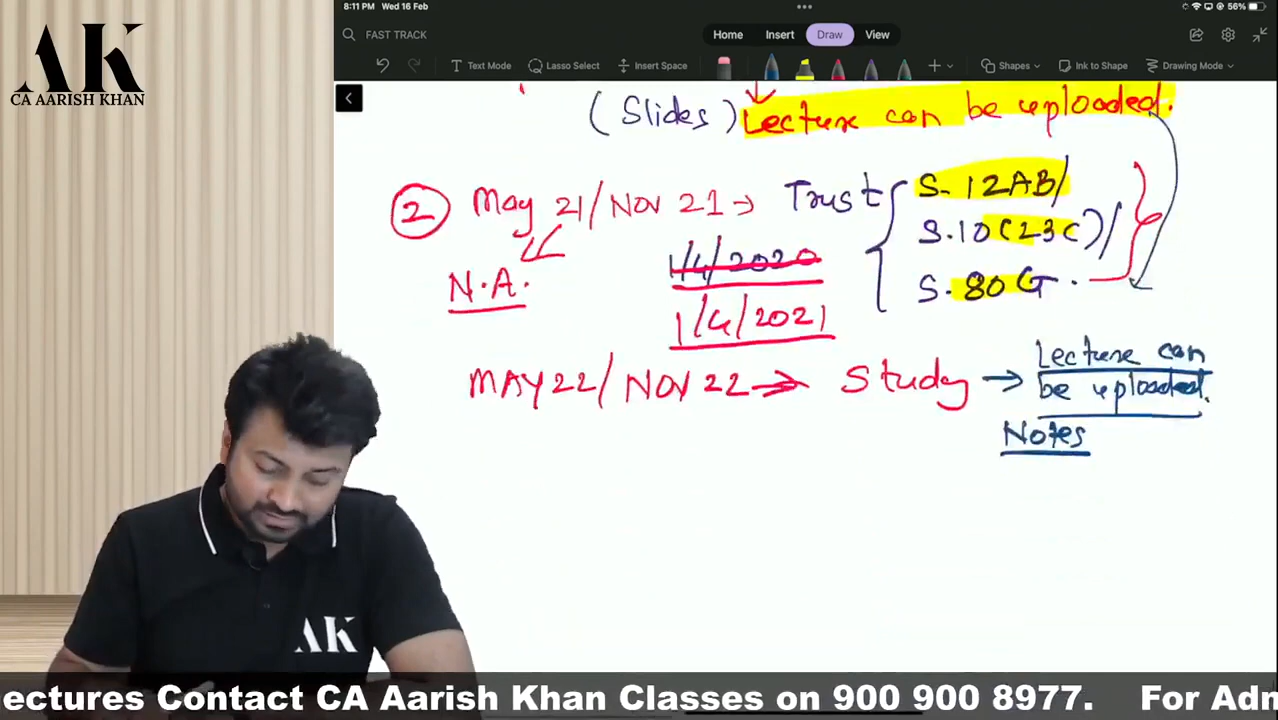 8:11 PM Wed 16 Feb
56%
AK
CA AARISH KHAN
FAST TRACK
Home Insert Draw View
Text Mode Lasso Select Insert Space Shapes Ink to Shape Drawing Mode
(Slides) Lecture can be uploaded.
2 May 21/Nov 21 → Trust S. 12AB/
S.10(23C)/
S. 80G.
N.A.
1/4/2020
1/4/2021
MAY 22/NOV 22 → Study → Lecture can
be uploaded.
Notes
AK
ectures Contact CA Aarish Khan Classes on 900 900 8977. For Adn